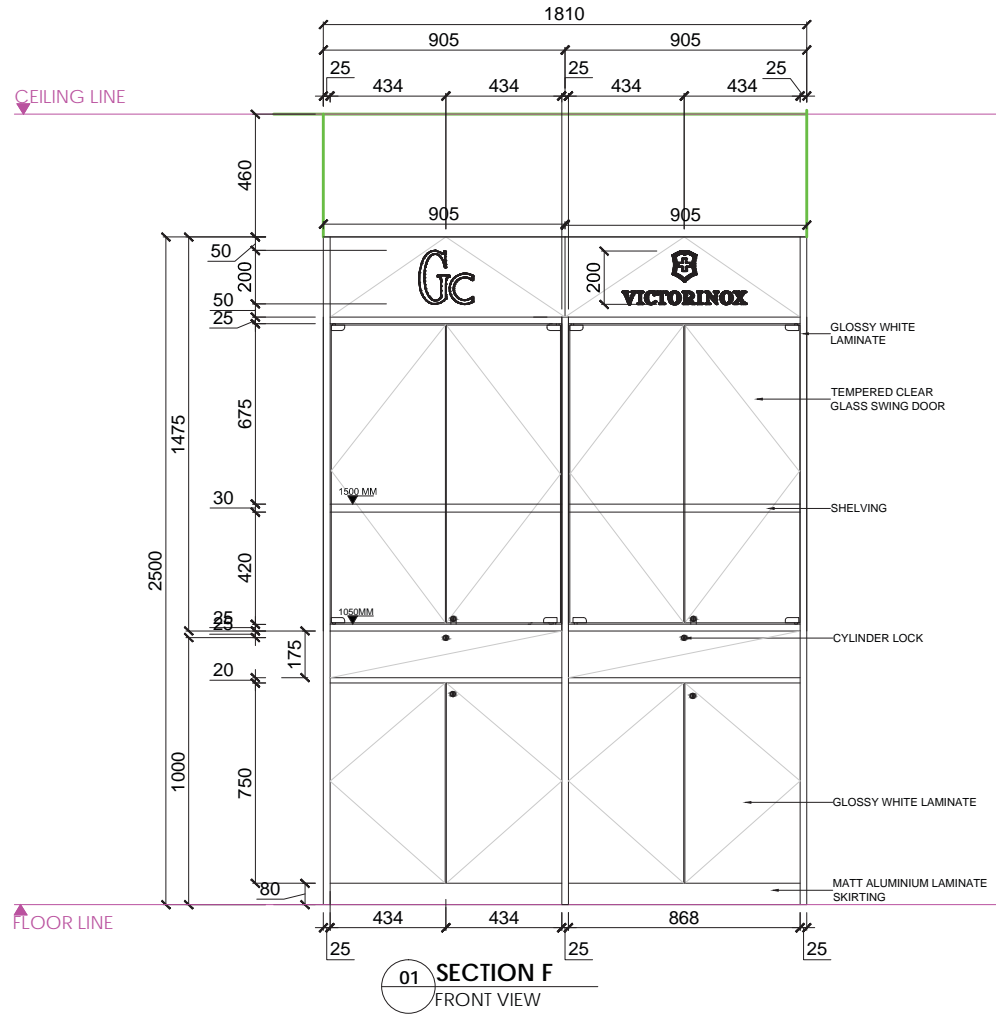 1810
905 905
25 25 25
434 434 434 434
CEILING LINE
460
905 905
50
200
50
25
Gc
200
VICTORINOX
GLOSSY WHITE
LAMINATE
TEMPERED CLEAR
GLASS SWING DOOR
675
1475
1500 MM
30
SHELVING
420
2500
1050MM
25
25
CYLINDER LOCK
175
20
1000
750
GLOSSY WHITE LAMINATE
80
MATT ALUMINIUM LAMINATE
SKIRTING
FLOOR LINE
434 434 868
25 25 25
01 SECTION F
FRONT VIEW